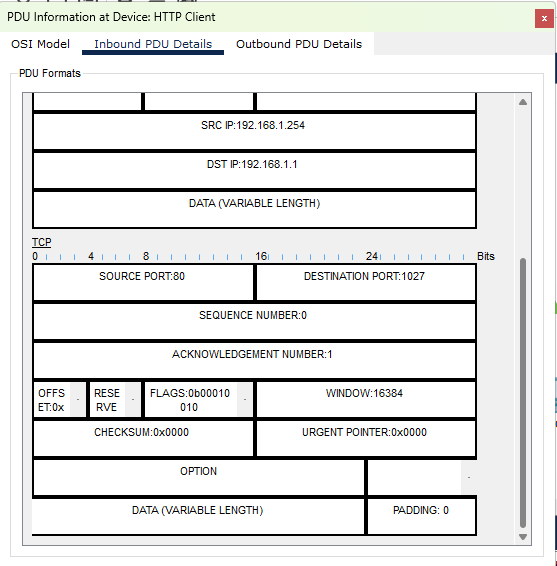 PDU Information at Device: HTTP Client
x
OSI Model Inbound PDU Details Outbound PDU Details
PDU Formats
SRC IP:192.168.1.254
DST IP:192.168.1.1
DATA (VARIABLE LENGTH)
TCP
0 4 8 16 24 Bits
SOURCE PORT:80 DESTINATION PORT:1027
SEQUENCE NUMBER:0
ACKNOWLEDGEMENT NUMBER:1
OFFS RESE FLAGS:0b00010 WINDOW:16384
ET:0x RVE 010
CHECKSUM:0x0000 URGENT POINTER:0x0000
OPTION
DATA (VARIABLE LENGTH) PADDING: 0